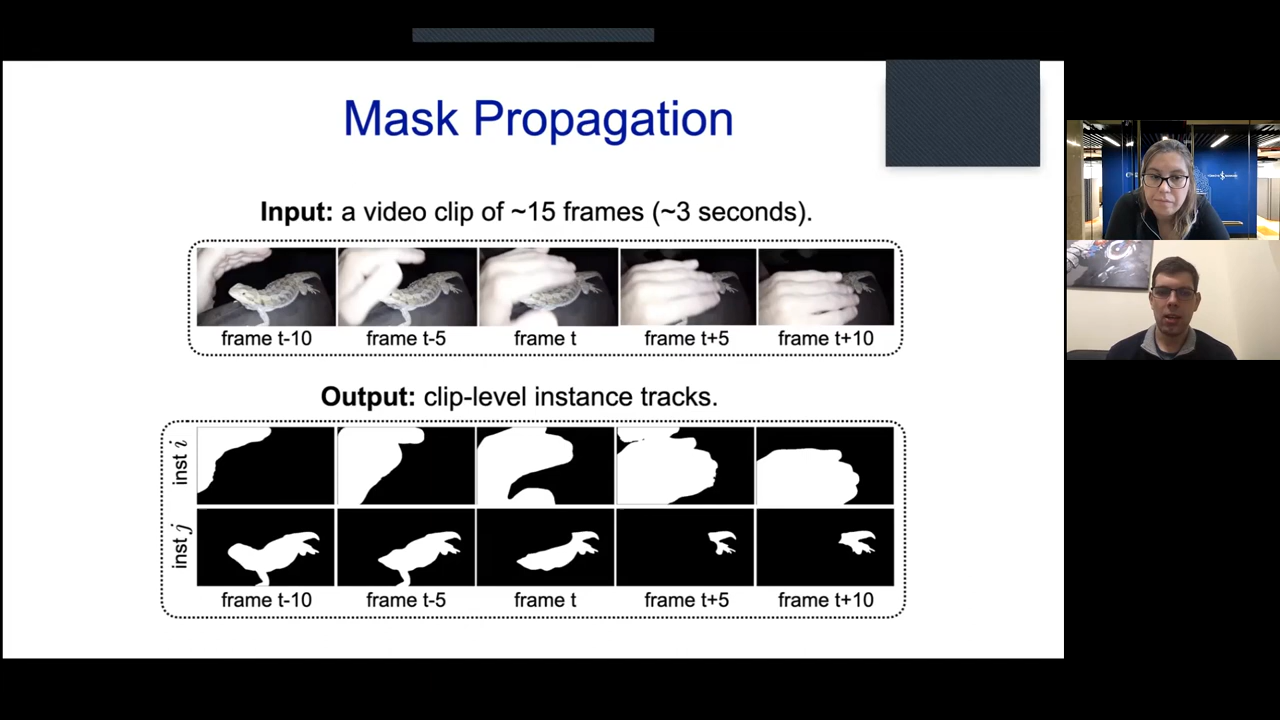 Mask Propagation
Input: a video clip of ~15 frames (~3 seconds).
frame t-10 frame t-5 frame t frame t+5 frame t+10
Output: clip-level instance tracks.
inst i
inst j
frame t-10 frame t-5 frame t frame t+5 frame t+10